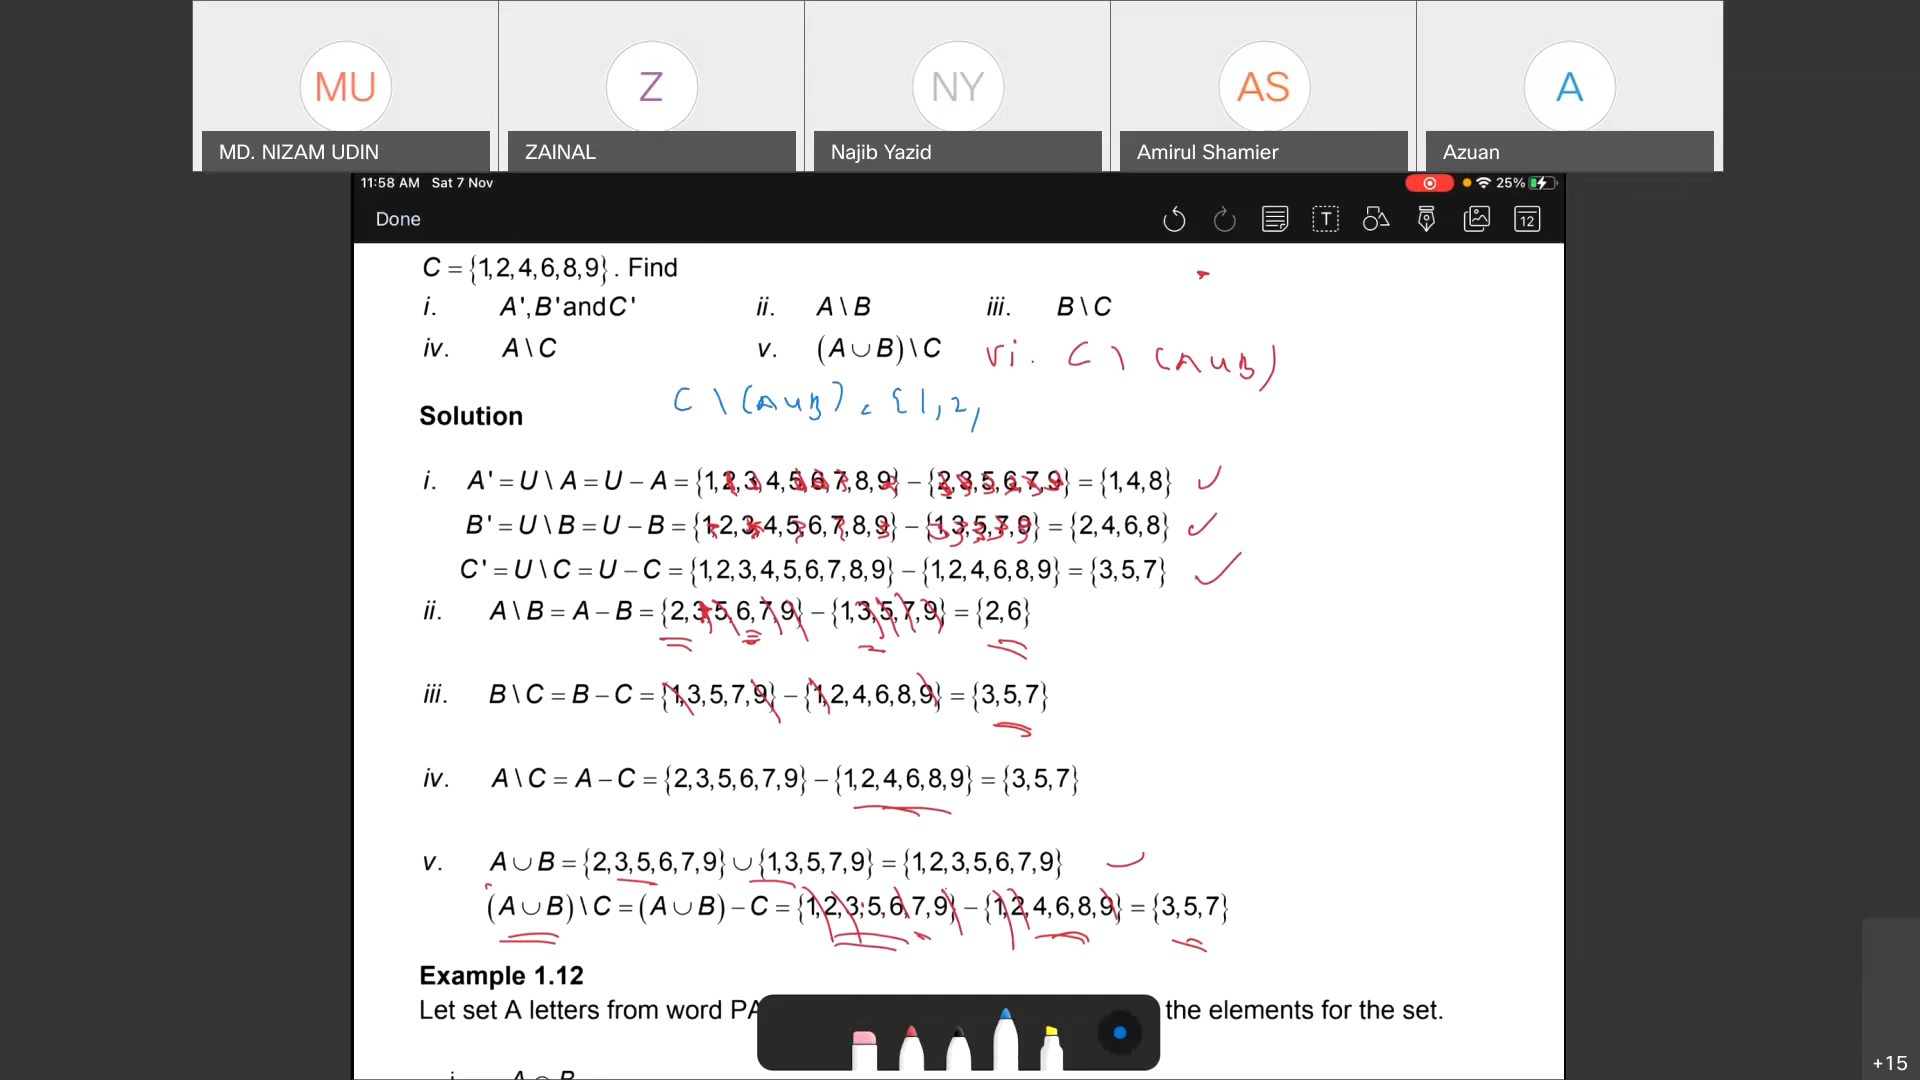 MU Z NY AS A
MD. NIZAM UDIN ZAINAL Najib Yazid Amirul Shamier Azuan
11:58 AM Sat 7 Nov 25%
Done T 12
C = {1,2,4,6,8,9}. Find
i. A', B' and C' ii. A \ B iii. B \ C
iv. A \ C v. (A ∪ B) \ C vi. C \ (A ∪ B)
C \ (A ∪ B) = {1, 2,
Solution
i. A' = U \ A = U − A = {1,2,3,4,5,6,7,8,9} − {2,3,5,6,7,9} = {1,4,8}
B' = U \ B = U − B = {1,2,3,4,5,6,7,8,9} − {1,3,5,7,9} = {2,4,6,8}
C' = U \ C = U − C = {1,2,3,4,5,6,7,8,9} − {1,2,4,6,8,9} = {3,5,7}
ii. A \ B = A − B = {2,3,5,6,7,9} − {1,3,5,7,9} = {2,6}
iii. B \ C = B − C = {1,3,5,7,9} − {1,2,4,6,8,9} = {3,5,7}
iv. A \ C = A − C = {2,3,5,6,7,9} − {1,2,4,6,8,9} = {3,5,7}
v. A ∪ B = {2,3,5,6,7,9} ∪ {1,3,5,7,9} = {1,2,3,5,6,7,9}
(A ∪ B) \ C = (A ∪ B) − C = {1,2,3,5,6,7,9} − {1,2,4,6,8,9} = {3,5,7}
Example 1.12
Let set A letters from word the elements for the set.
+15